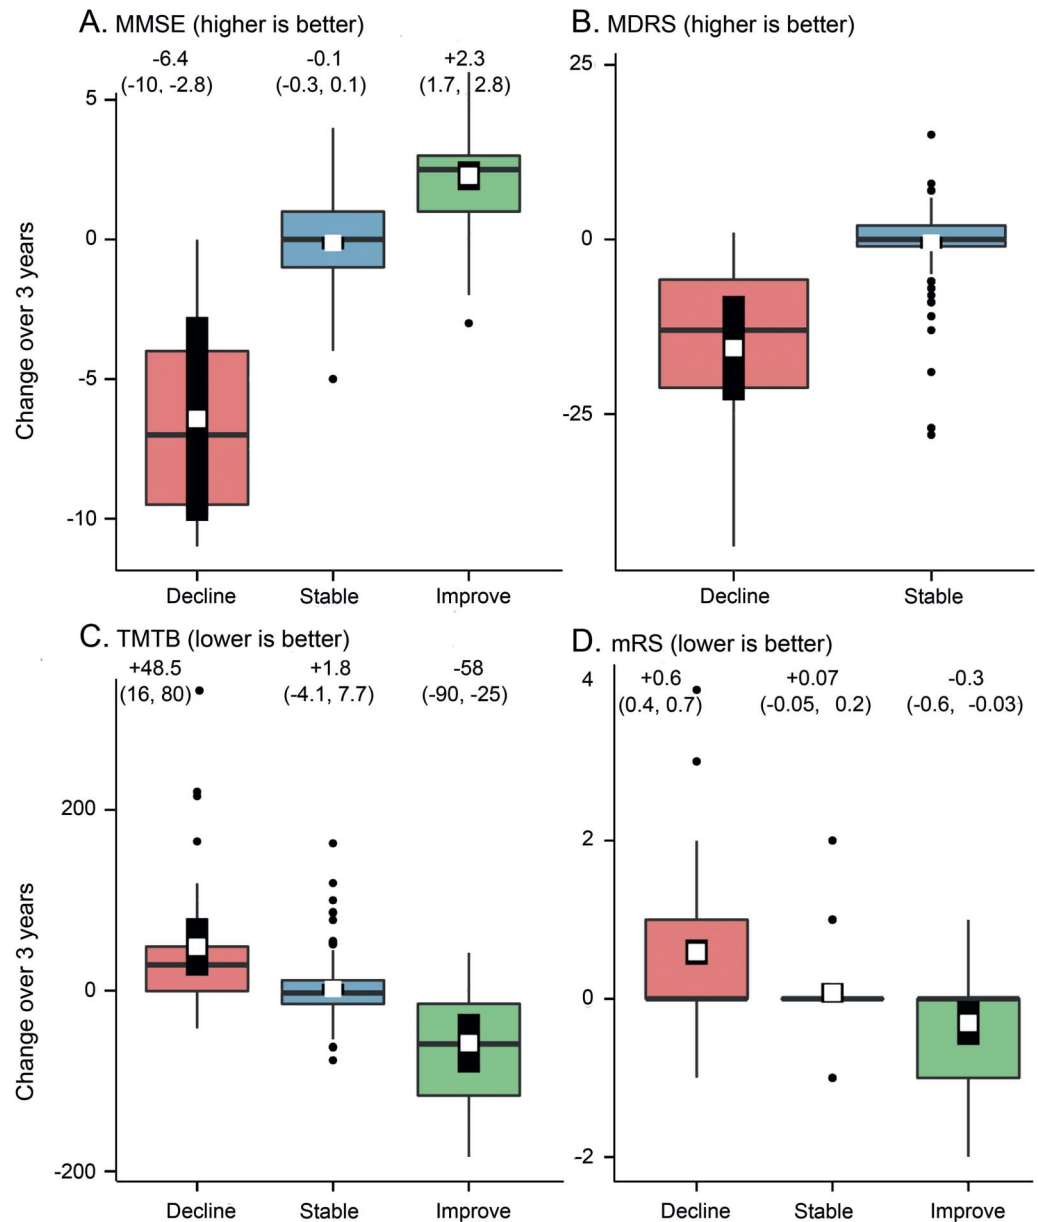 A. MMSE (higher is better)
-6.4
(-10, -2.8)
-0.1
(-0.3, 0.1)
+2.3
(1.7, 2.8)
5
0
-5
-10
Change over 3 years
Decline
Stable
Improve
B. MDRS (higher is better)
25
0
-25
Decline
Stable
C. TMTB (lower is better)
+48.5
(16, 80)
+1.8
(-4.1, 7.7)
-58
(-90, -25)
200
0
-200
Change over 3 years
Decline
Stable
Improve
D. mRS (lower is better)
+0.6
(0.4, 0.7)
+0.07
(-0.05, 0.2)
-0.3
(-0.6, -0.03)
4
2
0
-2
Decline
Stable
Improve